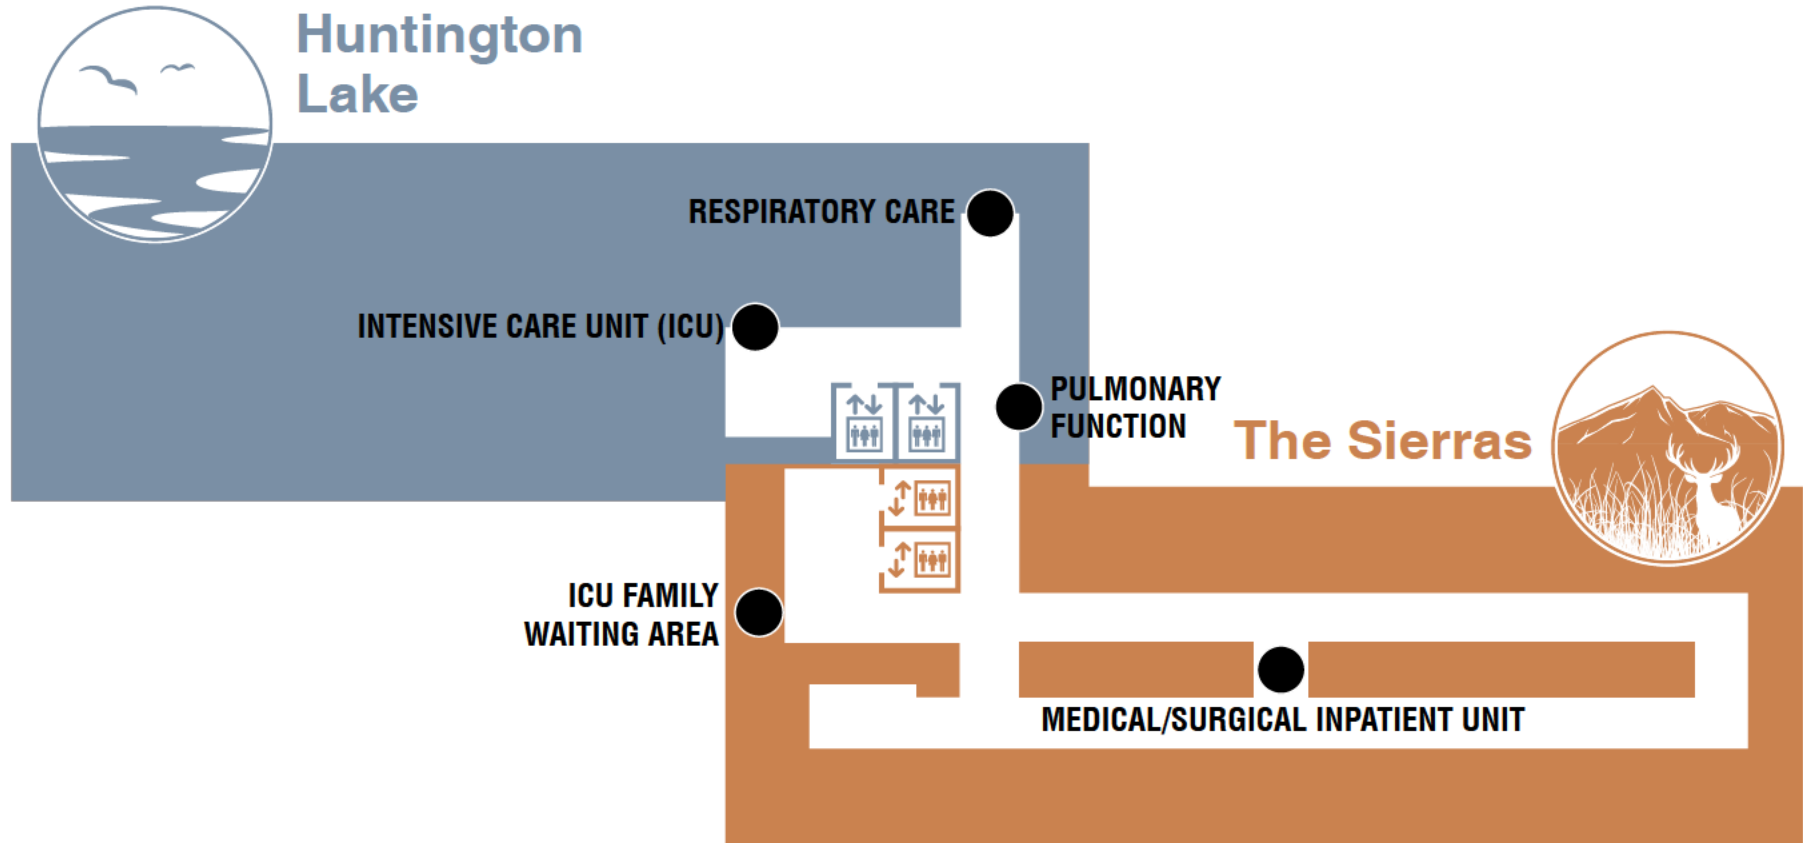 Huntington
Lake
RESPIRATORY CARE
INTENSIVE CARE UNIT (ICU)
PULMONARY
FUNCTION
The Sierras
ICU FAMILY
WAITING AREA
MEDICAL/SURGICAL INPATIENT UNIT